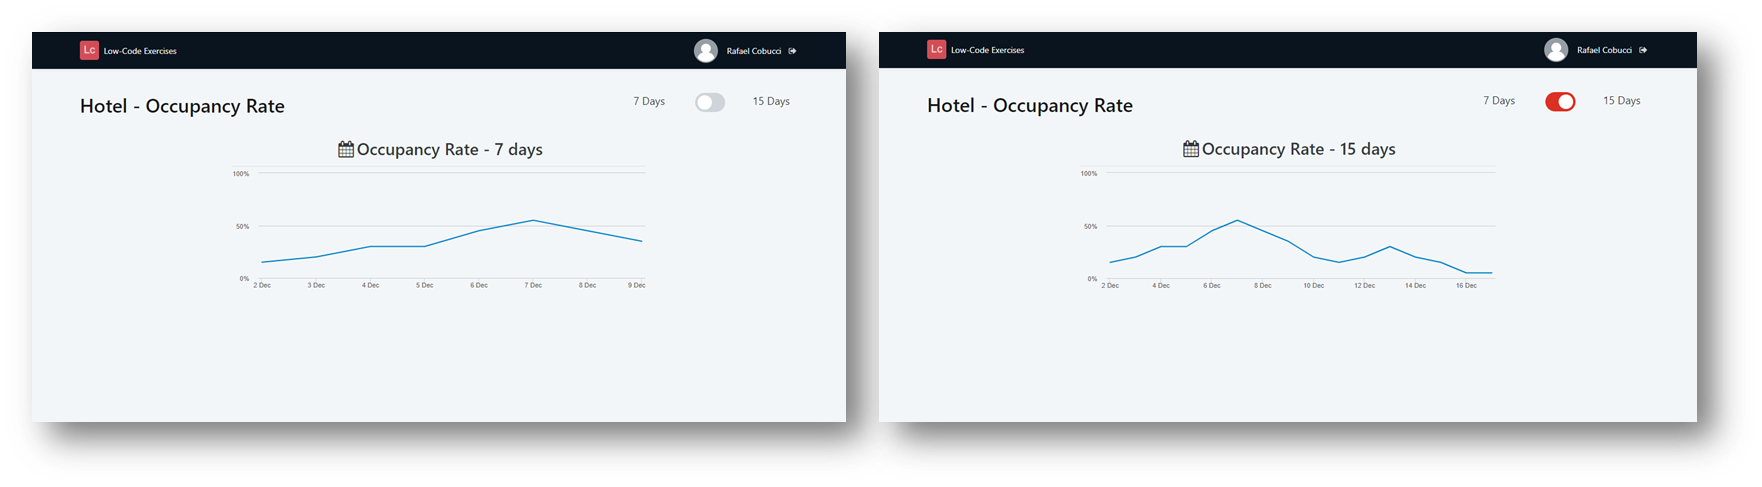 Lc Low-Code Exercises
Rafael Cobucci
Hotel - Occupancy Rate
7 Days
15 Days
Occupancy Rate - 7 days
100%
50%
0%
2 Dec 3 Dec 4 Dec 5 Dec 6 Dec 7 Dec 8 Dec 9 Dec
Lc Low-Code Exercises
Rafael Cobucci
Hotel - Occupancy Rate
7 Days
15 Days
Occupancy Rate - 15 days
100%
50%
0%
2 Dec 4 Dec 6 Dec 8 Dec 10 Dec 12 Dec 14 Dec 16 Dec